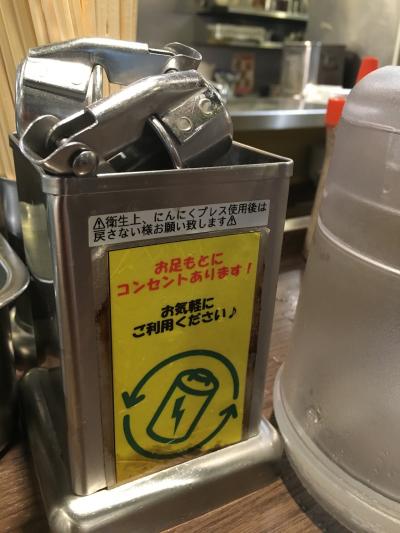 ⚠衛生上、にんにくプレス使用後は
戻さない様お願い致します⚠
お足もとに
コンセントあります!
お気軽に
ご利用ください♪